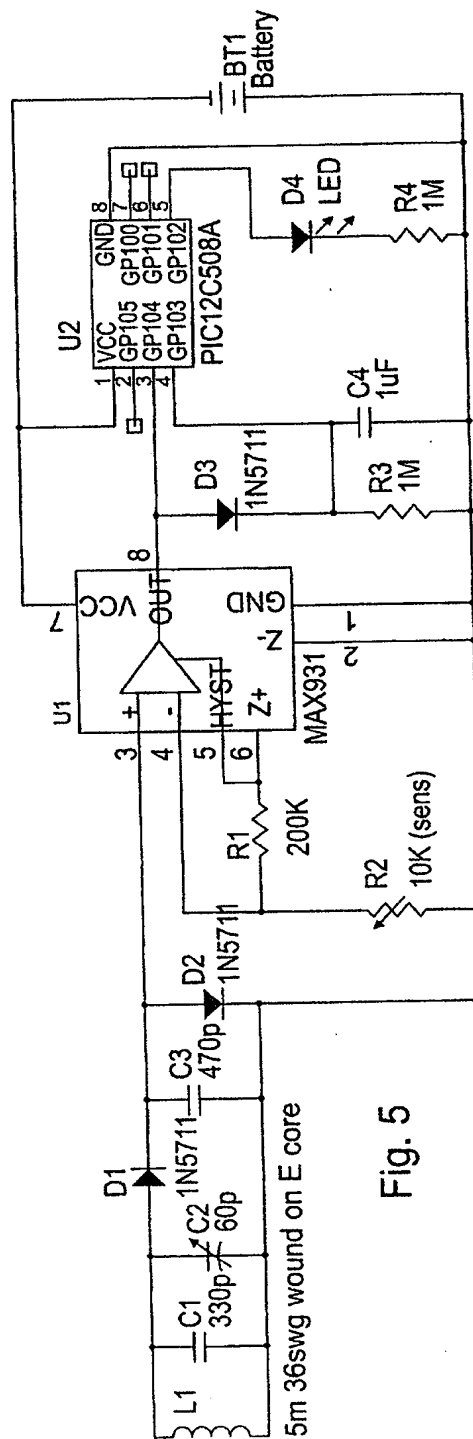 L1
C1
330p
C2
60p
D1
1N5711
C3
470p
D2
1N5711
5m 36swg wound on E core
R1
200K
R2
10K (sens)
U1
3
+
4
-
5
HYST
6
Z+
7
VCC
OUT
8
Z-
2
GND
1
MAX931
D3
1N5711
R3
1M
C4
1uF
U2
1
VCC
2
GP105
3
GP104
4
GP103
GND
8
GP100
7
GP101
6
GP102
5
PIC12C508A
D4
LED
R4
1M
BT1
Battery
Fig. 5